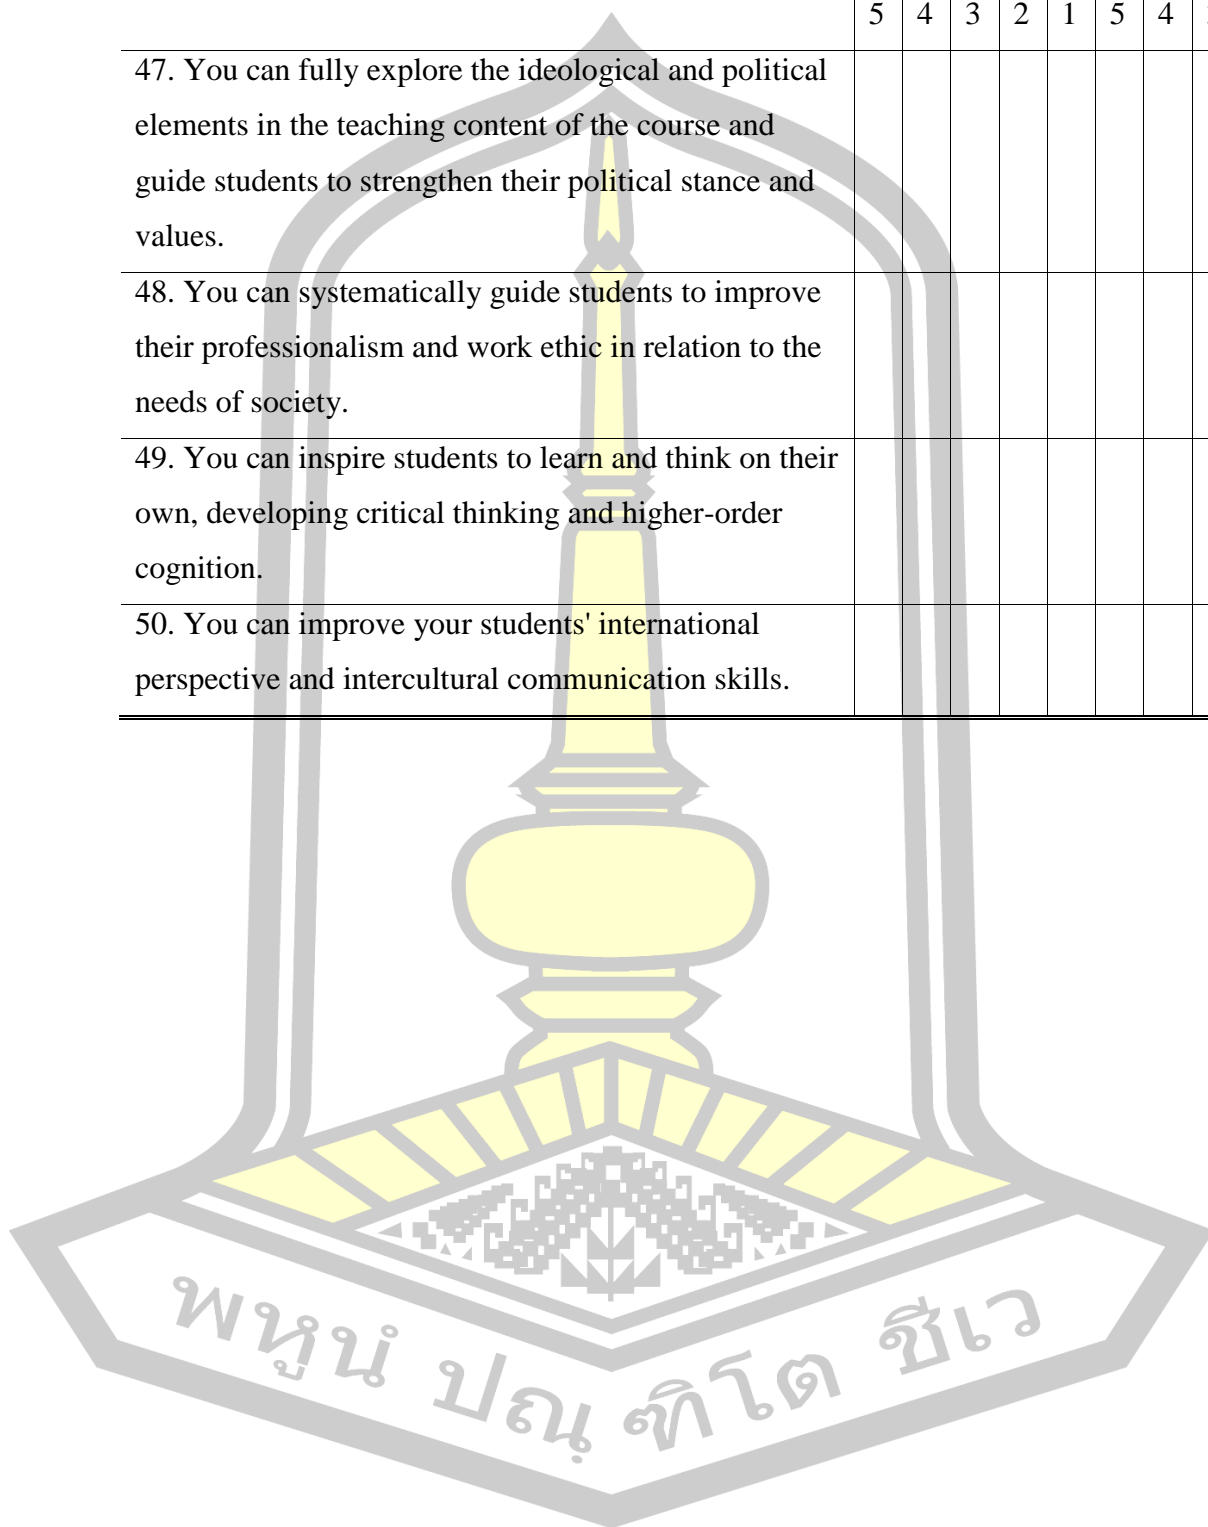 5 4 3 2 1 5 4
47. You can fully explore the ideological and political
elements in the teaching content of the course and
guide students to strengthen their political stance and
values.
48. You can systematically guide students to improve
their professionalism and work ethic in relation to the
needs of society.
49. You can inspire students to learn and think on their
own, developing critical thinking and higher-order
cognition.
50. You can improve your students' international
perspective and intercultural communication skills.
พหูนํ ปณฺฑิโต ชีเว